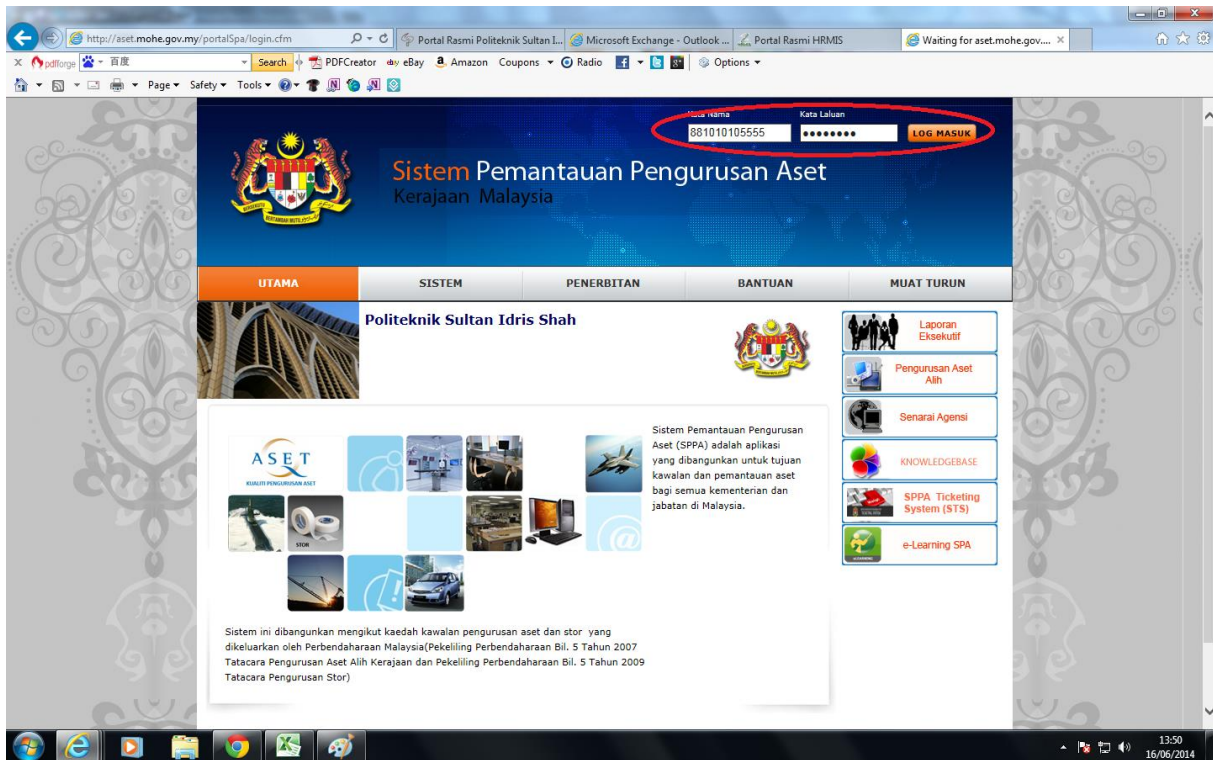 http://aset.mohe.gov.my/portalSpa/login.cfm
Portal Rasmi Politeknik Sultan I...
Microsoft Exchange - Outlook ...
Portal Rasmi HRMIS
Waiting for aset.mohe.gov....
pdfforge
百度
Search
PDFCreator
eBay
Amazon
Coupons
Radio
Options
Page
Safety
Tools
Kata Nama
Kata Laluan
881010105555
LOG MASUK
Sistem Pemantauan Pengurusan Aset
Kerajaan Malaysia
UTAMA
SISTEM
PENERBITAN
BANTUAN
MUAT TURUN
Politeknik Sultan Idris Shah
Laporan
Eksekutif
Pengurusan Aset
Alih
Senarai Agensi
KNOWLEDGEBASE
SPPA Ticketing
System (STS)
e-Learning SPA
ASET
KUALITI PENGURUSAN ASET
STOR
Sistem Pemantauan Pengurusan
Aset (SPPA) adalah aplikasi
yang dibangunkan untuk tujuan
kawalan dan pemantauan aset
bagi semua kementerian dan
jabatan di Malaysia.
Sistem ini dibangunkan mengikut kaedah kawalan pengurusan aset dan stor yang
dikeluarkan oleh Perbendaharaan Malaysia(Pekeliling Perbendaharaan Bil. 5 Tahun 2007
Tatacara Pengurusan Aset Alih Kerajaan dan Pekeliling Perbendaharaan Bil. 5 Tahun 2009
Tatacara Pengurusan Stor)
13:50
16/06/2014